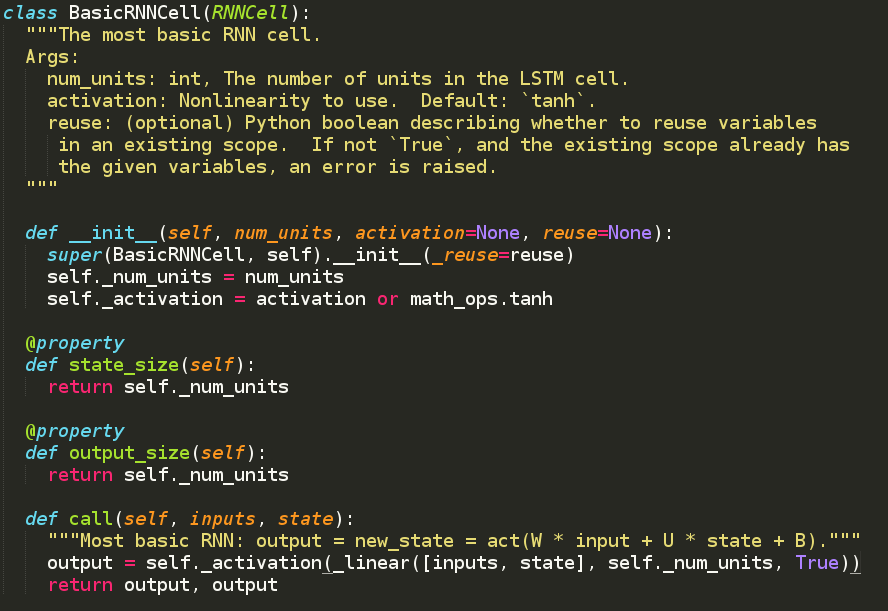 class BasicRNNCell(RNNCell):
  """The most basic RNN cell.
  Args:
    num_units: int, The number of units in the LSTM cell.
    activation: Nonlinearity to use.  Default: `tanh`.
    reuse: (optional) Python boolean describing whether to reuse variables
     in an existing scope.  If not `True`, and the existing scope already has
     the given variables, an error is raised.
  """

  def __init__(self, num_units, activation=None, reuse=None):
    super(BasicRNNCell, self).__init__(_reuse=reuse)
    self._num_units = num_units
    self._activation = activation or math_ops.tanh

  @property
  def state_size(self):
    return self._num_units

  @property
  def output_size(self):
    return self._num_units

  def call(self, inputs, state):
    """Most basic RNN: output = new_state = act(W * input + U * state + B)."""
    output = self._activation(_linear([inputs, state], self._num_units, True))
    return output, output